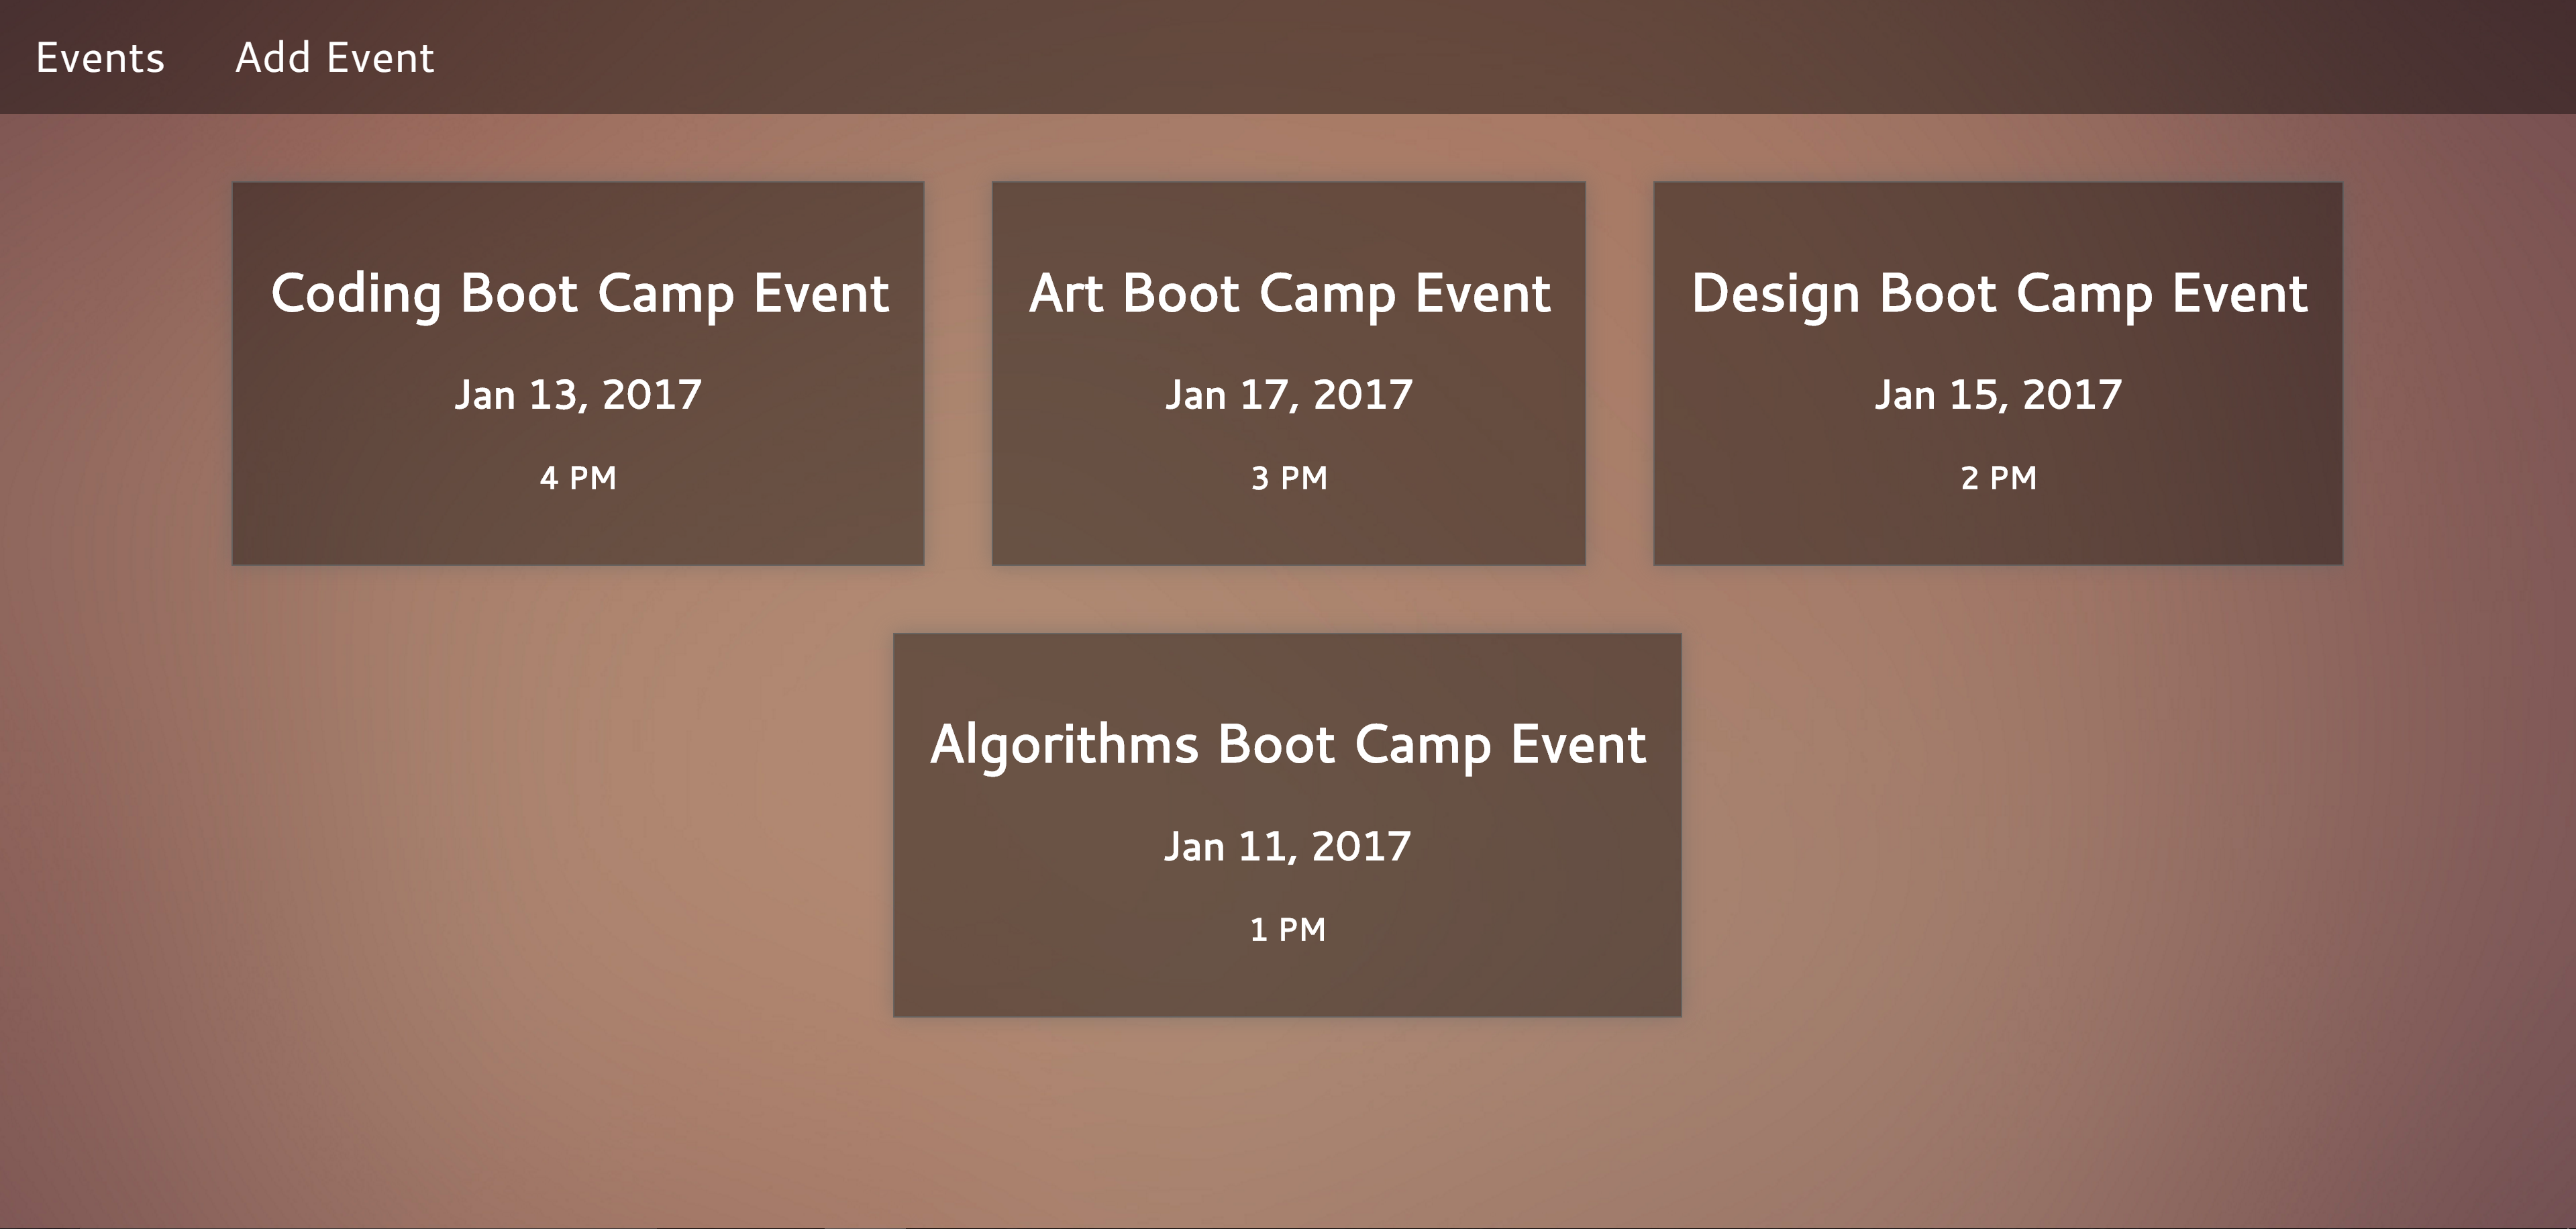 Events Add Event
Coding Boot Camp Event
Jan 13, 2017
4 PM
Art Boot Camp Event
Jan 17, 2017
3 PM
Design Boot Camp Event
Jan 15, 2017
2 PM
Algorithms Boot Camp Event
Jan 11, 2017
1 PM